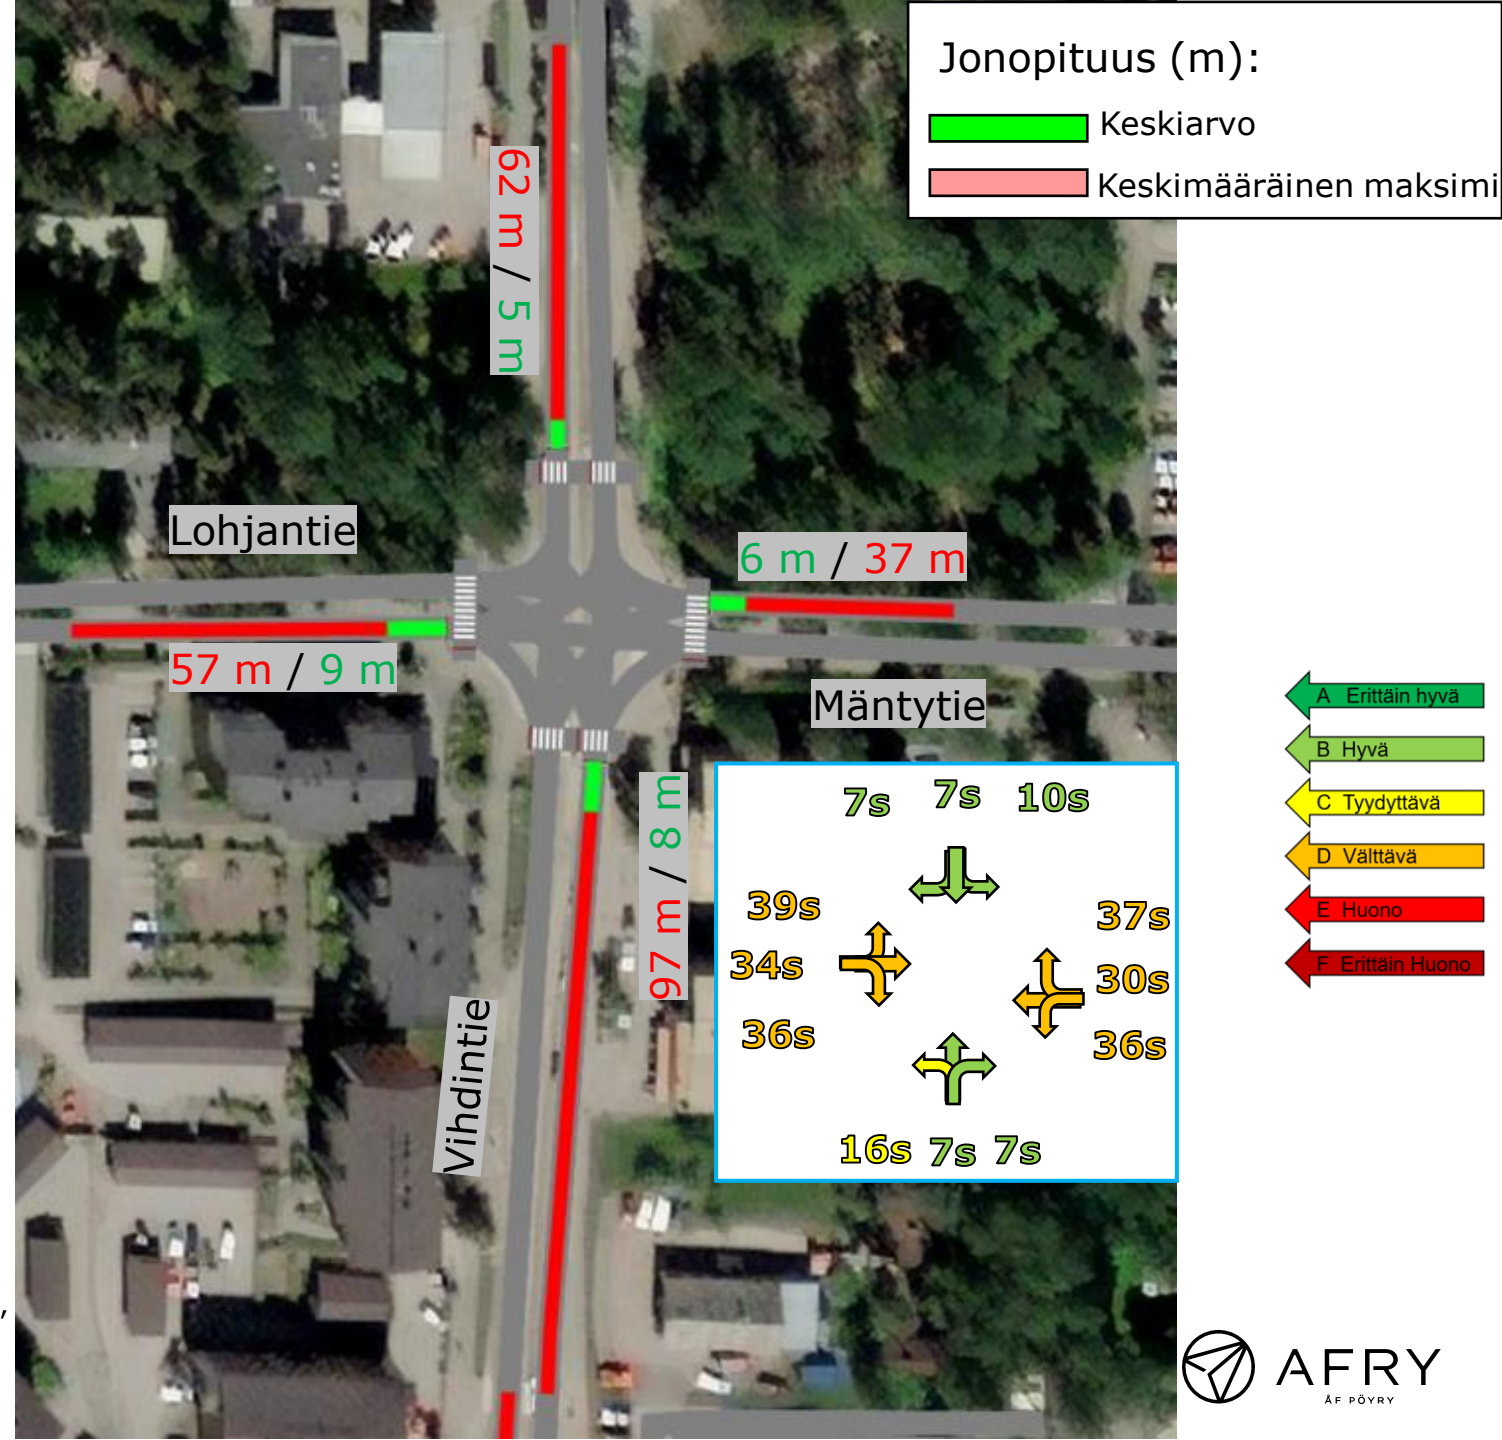 Jonopituus (m):
Keskiarvo
Keskimääräinen maksimi
62 m / 5 m
Lohjantie
6 m / 37 m
57 m / 9 m
Mäntytie
97 m / 8 m
Vihdintie
7s 7s 10s
39s
34s
36s
37s
30s
36s
16s 7s 7s
A Erittäin hyvä
B Hyvä
C Tyydyttävä
D Välttävä
E Huono
F Erittäin Huono
,
AFRY
ÅF PÖYRY